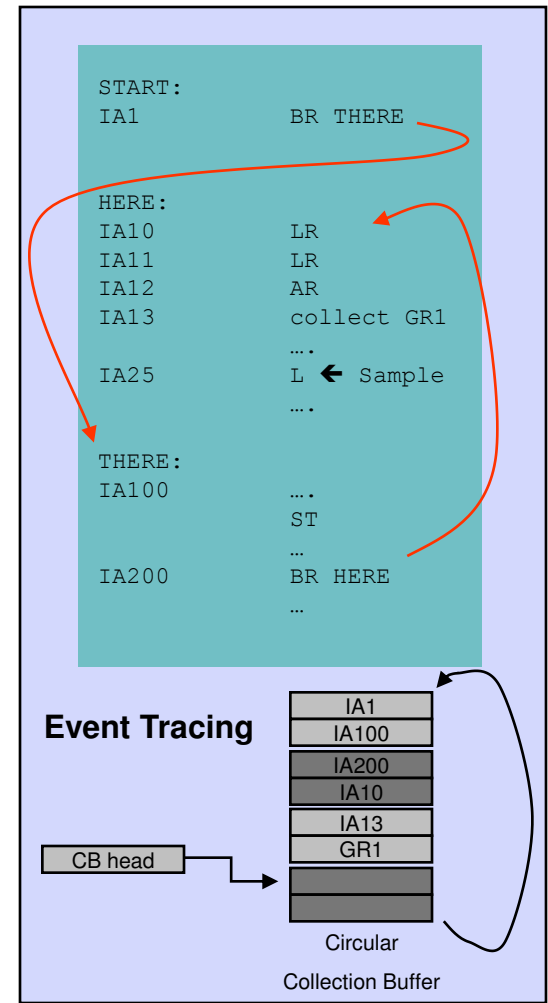 START:
IA1 BR THERE
HERE:
IA10 LR
IA11 LR
IA12 AR
IA13 collect GR1
….
IA25 L 🡸 Sample
….
THERE:
IA100 ….
ST
…
IA200 BR HERE
…
Event Tracing
IA1
IA100
IA200
IA10
IA13
GR1
CB head
Circular
Collection Buffer